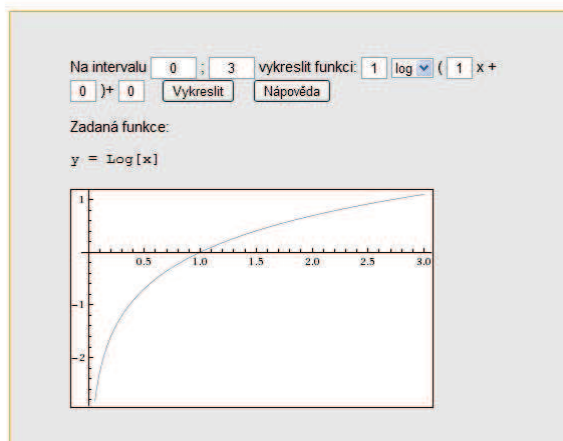 Na intervalu 0 ; 3 vykreslit funkci: 1 log ( 1 x +
0 )+ 0 Vykreslit Nápověda
Zadaná funkce:
y = Log[x]
1
0.5 1.0 1.5 2.0 2.5 3.0
-1
-2